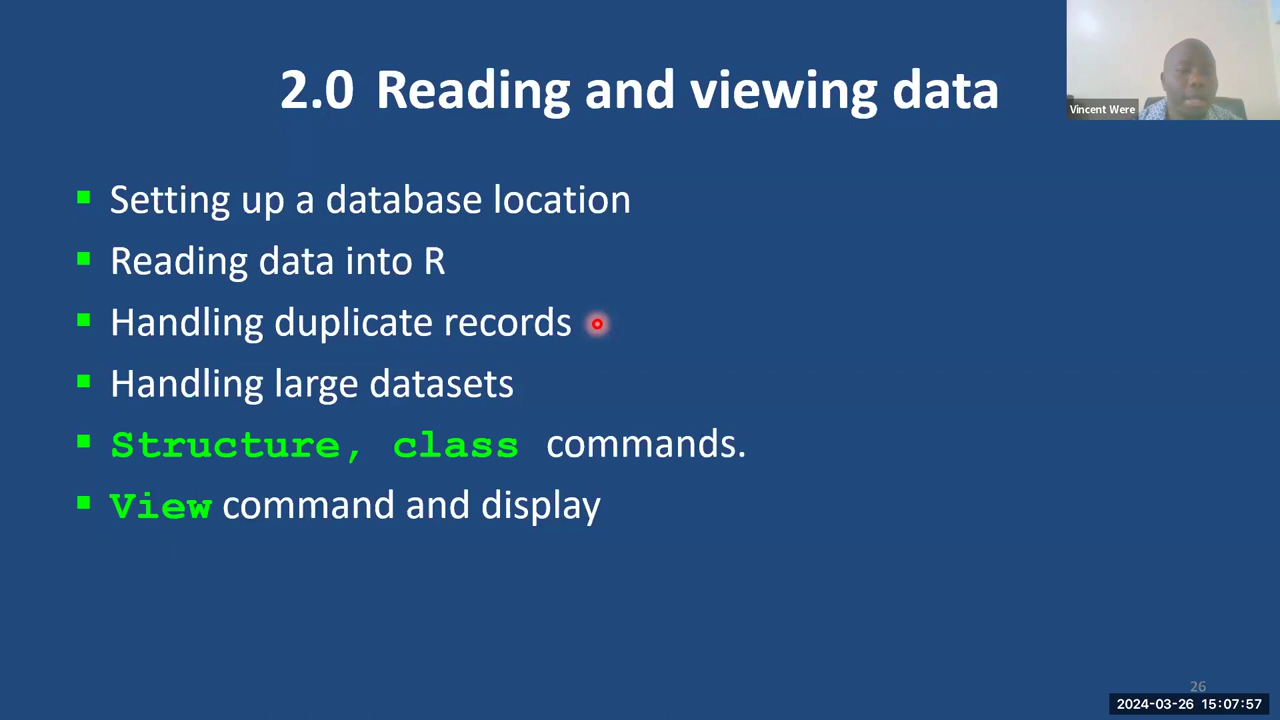 2.0 Reading and viewing data
Vincent Were
Setting up a database location
Reading data into R
Handling duplicate records
Handling large datasets
Structure, class commands.
View command and display
26
2024-03-26 15:07:57